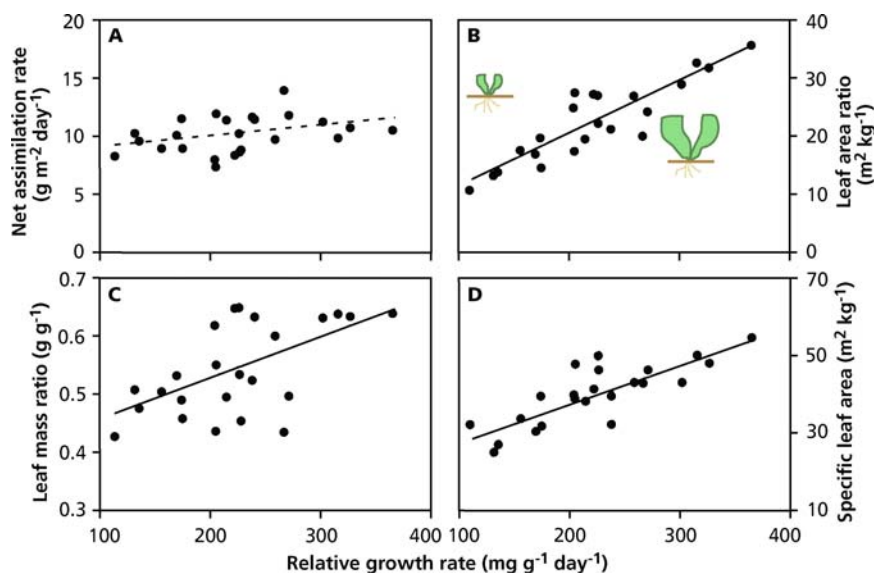 A
20
15
10
5
0
Net assimilation rate
(g m⁻² day⁻¹)
B
40
30
20
10
0
Leaf area ratio
(m² kg⁻¹)
C
0.7
0.6
0.5
0.4
0.3
Leaf mass ratio (g g⁻¹)
100 200 300 400
D
70
50
30
10
Specific leaf area (m² kg⁻¹)
100 200 300 400
Relative growth rate (mg g⁻¹ day⁻¹)